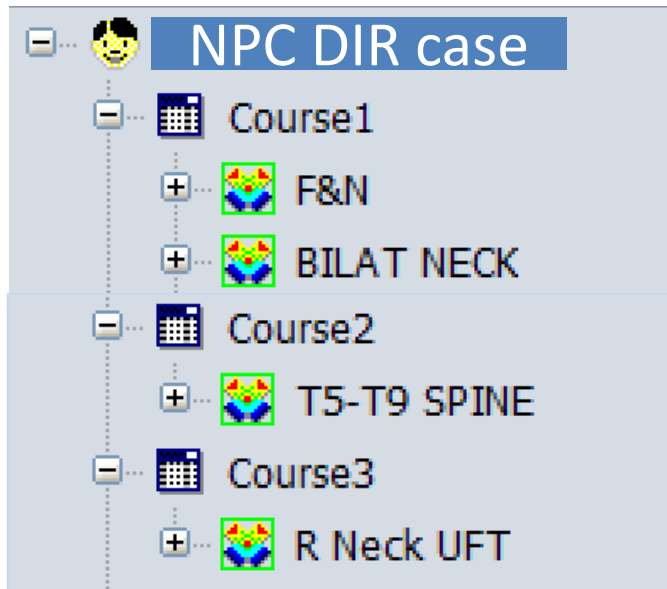 NPC DIR case
Course1
F&N
BILAT NECK
Course2
T5-T9 SPINE
Course3
R Neck UFT